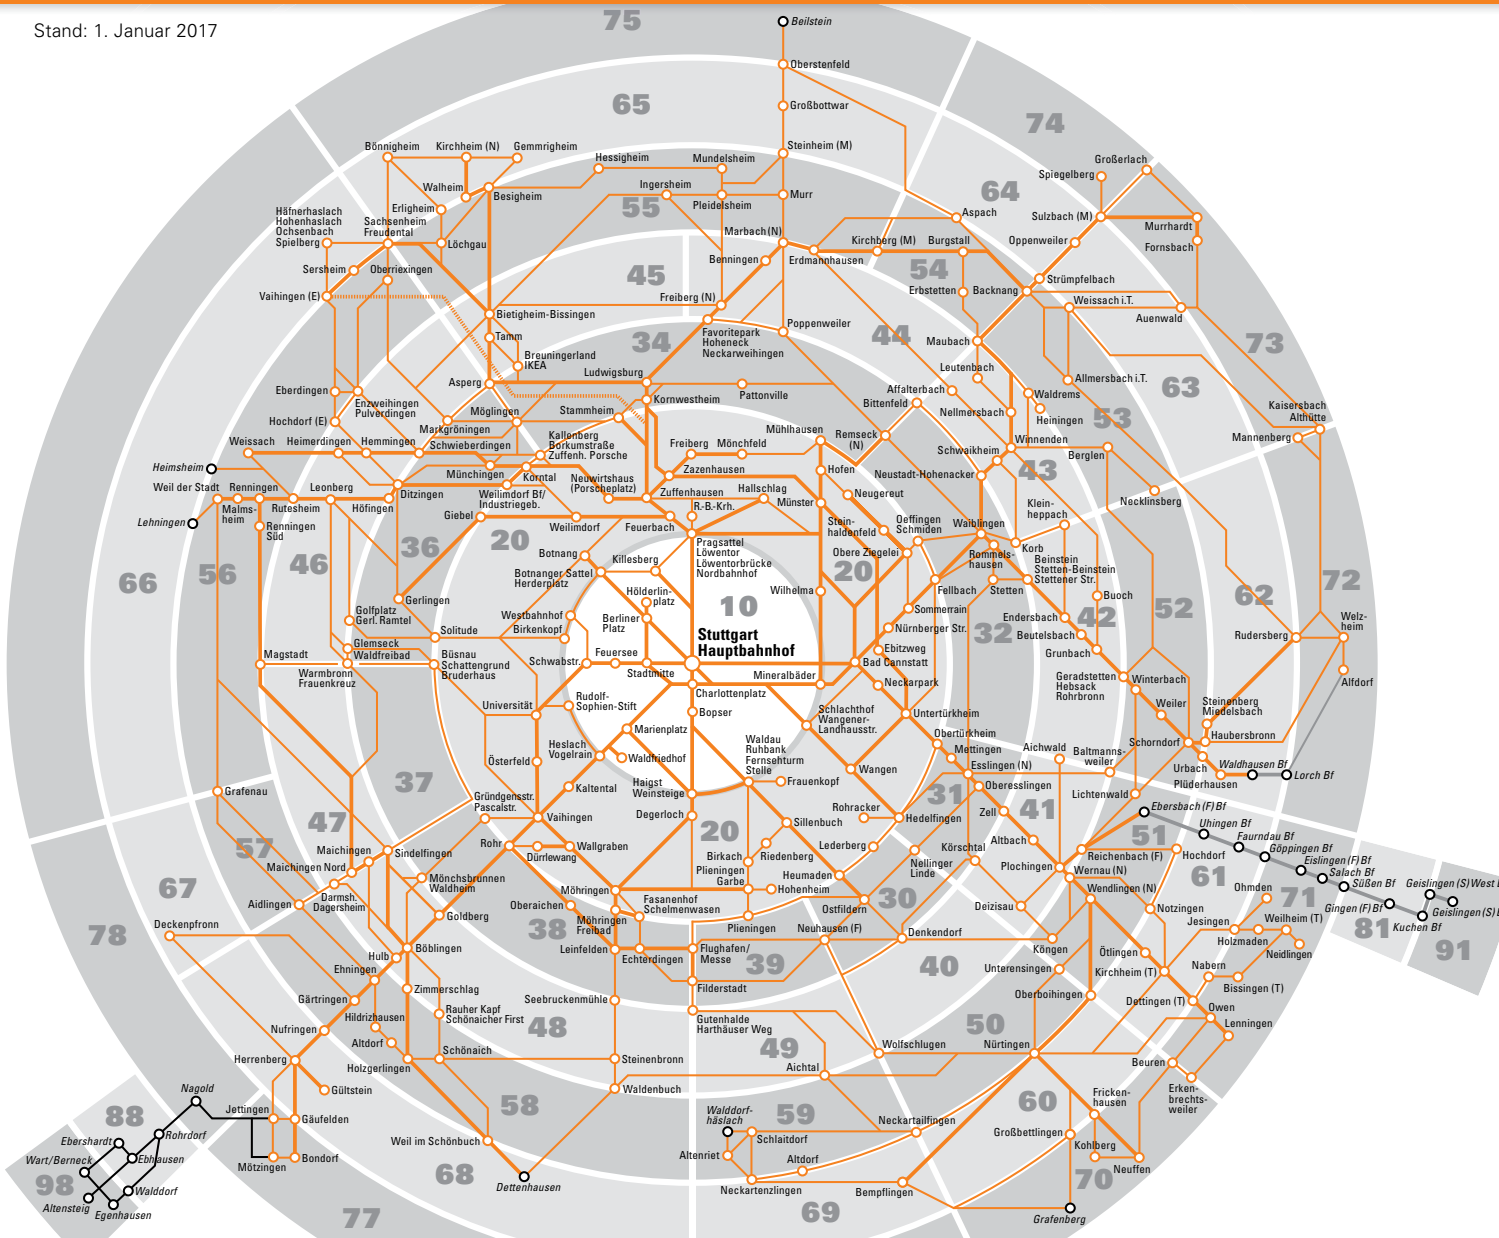 Stand: 1. Januar 2017
75
Beilstein
Oberstenfeld
65
Großbottwar
74
Bönnigheim
Kirchheim (N)
Gemmrigheim
Hessigheim
Mundelsheim
Steinheim (M)
Großerlach
Spiegelberg
Walheim
Besigheim
Ingersheim
55
Pleidelsheim
Murr
64
Häfnerhaslach
Hohenhaslach
Ochsenbach
Spielberg
Sachsenheim
Freudental
Erligheim
Löchgau
Aspach
Sulzbach (M)
Murrhardt
Fornsbach
Marbach (N)
Benningen
Erdmannhausen
Kirchberg (M)
Burgstall
Oppenweiler
Sersheim
Oberriexingen
45
54
Strümpfelbach
Vaihingen (E)
Freiberg (N)
Erbstetten
Backnang
Weissach i.T.
Auenwald
Bietigheim-Bissingen
Tamm
34
Favoritepark
Hoheneck
Neckarweihingen
Poppenweiler
44
Maubach
73
Breuningerland
IKEA
Ludwigsburg
Leutenbach
Allmersbach i.T.
63
Asperg
Eberdingen
Enzweihingen
Pulverdingen
Kornwestheim
Pattonville
Affalterbach
Bittenfeld
Waldrems
Heiningen
53
Nellmersbach
Kaisersbach
Althütte
Mannenberg
Hochdorf (E)
Markgröningen
Möglingen
Stammheim
Weissach
Heimerdingen
Hemmingen
Schwieberdingen
Kallenberg
Borkumstraße
Zuffenh. Porsche
Freiberg
Mönchfeld
Mühlhausen
Remseck
(N)
Winnenden
Schwaikheim
Berglen
43
Heimsheim
Münchingen
Korntal
Neuwirtshaus
(Porscheplatz)
Zazenhausen
Hofen
Neustadt-Hohenacker
Weil der Stadt
Renningen
Leonberg
Ditzingen
Weilimdorf Bf/
Industriegeb.
Zuffenhausen
Hallschlag
Münster
Neugereut
Necklinsberg
Malms-
heim
Rutesheim
Höfingen
Lehningen
Renningen
Süd
Giebel
Weilimdorf
Feuerbach
R.-B.-Krh.
Stein-
haldenfeld
Oeffingen
Schmiden
Waiblingen
Klein-
heppach
20
Pragsattel
Löwentor
Löwentorbrücke
Nordbahnhof
Obere Ziegelei
Rommels-
hausen
Korb
Beinstein
Stetten-Beinstein
Stettener Str.
66
56
46
36
Botnang
Killesberg
Botnanger Sattel
Herderplatz
20
Wilhelma
Fellbach
Stetten
72
Gerlingen
Hölderlin-
platz
10
Buoch
52
62
Golfplatz
Gerl. Ramtel
Westbahnhof
Birkenkopf
Berliner
Platz
Sommerrain
Endersbach
42
Solitude
Stuttgart
Hauptbahnhof
Nürnberger Str.
32
Beutelsbach
Rudersberg
Welz-
heim
Glemseck
Waldfreibad
Magstadt
Büsnau
Schattengrund
Bruderhaus
Feuersee
Schwabstr.
Stadtmitte
Ebitzweg
Bad Cannstatt
Grunbach
Warmbronn
Frauenkreuz
Mineralbäder
Neckarpark
Geradstetten
Hebsack
Rohrbronn
Winterbach
Alfdorf
Charlottenplatz
Rudolf-
Sophien-Stift
Universität
Bopser
Schlachthof
Wangener-
Landhausstr.
Untertürkheim
Weiler
Steinenberg
Miedelsbach
Marienplatz
Obertürkheim
Mettingen
Schorndorf
Haubersbronn
Heslach
Vogelrain
Waldfriedhof
Waldau
Ruhbank
Fernsehturm
Stelle
Aichwald
Baltmanns-
weiler
Österfeld
Wangen
Esslingen (N)
Urbach
Plüderhausen
Waldhausen Bf
Lorch Bf
Haigst
Weinsteige
Frauenkopf
37
Kaltental
31
Oberesslingen
Lichtenwald
Grafenau
Gründgensstr.
Pascalstr.
Vaihingen
Degerloch
20
Sillenbuch
Rohracker
Hedelfingen
Zell
41
Ebersbach (F) Bf
Uhingen Bf
57
47
Rohr
Wallgraben
Dürrlewang
Lederberg
Körschtal
Altbach
51
Faurndau Bf
Maichingen
Sindelfingen
Birkach
Plieningen
Garbe
Riedenberg
Nellinger
Linde
Plochingen
Reichenbach (F)
Hochdorf
Göppingen Bf
Maichingen Nord
Mönchsbrunnen
Waldheim
Heumaden
Wernau (N)
61
Eislingen (F) Bf
Salach Bf
67
Darmsh.
Dagersheim
Möhringen
Hohenheim
30
Wendlingen (N)
Ohmden
71
Süßen Bf
Geislingen (S) West
Aidlingen
Oberaichen
Fasanenhof
Schelmenwasen
Ostfildern
Deizisau
Notzingen
Gingen (F) Bf
Geislingen (S)
Deckenpfronn
Goldberg
38
Möhringen
Freibad
Plieningen
Jesingen
Weilheim (T)
81
Kuchen Bf
78
Böblingen
Leinfelden
Neuhausen (F)
Denkendorf
Köngen
Holzmaden
91
Hulb
Echterdingen
Flughafen/
Messe
39
40
Ötlingen
Neidlingen
Ehningen
Unterensingen
Kirchheim (T)
Nabern
Bissingen (T)
Zimmerschlag
Filderstadt
Gärtringen
Seebruckenmühle
Oberboihingen
Dettingen (T)
Owen
Hildrizhausen
Rauher Kapf
Schönaicher First
48
Gutenhalde
Harthäuser Weg
50
Lenningen
Nufringen
Altdorf
49
Wolfschlugen
Nürtingen
Herrenberg
Schönaich
Steinenbronn
Beuren
Holzgerlingen
Aichtal
Erken-
brechts-
weiler
Nagold
Gültstein
Waldenbuch
Fricken-
hausen
88
Jettingen
Gäufelden
58
Walddorf-
häslach
59
Neckartailfingen
60
Großbettlingen
Ebershardt
Rohrdorf
Schlaitdorf
Wart/Berneck
Ebhausen
Mötzingen
Bondorf
Weil im Schönbuch
Altenriet
Altdorf
Kohlberg
Neuffen
98
Walddorf
68
Dettenhausen
Neckartenzlingen
Bempflingen
70
Altensteig
Egenhausen
77
69
Grafenberg